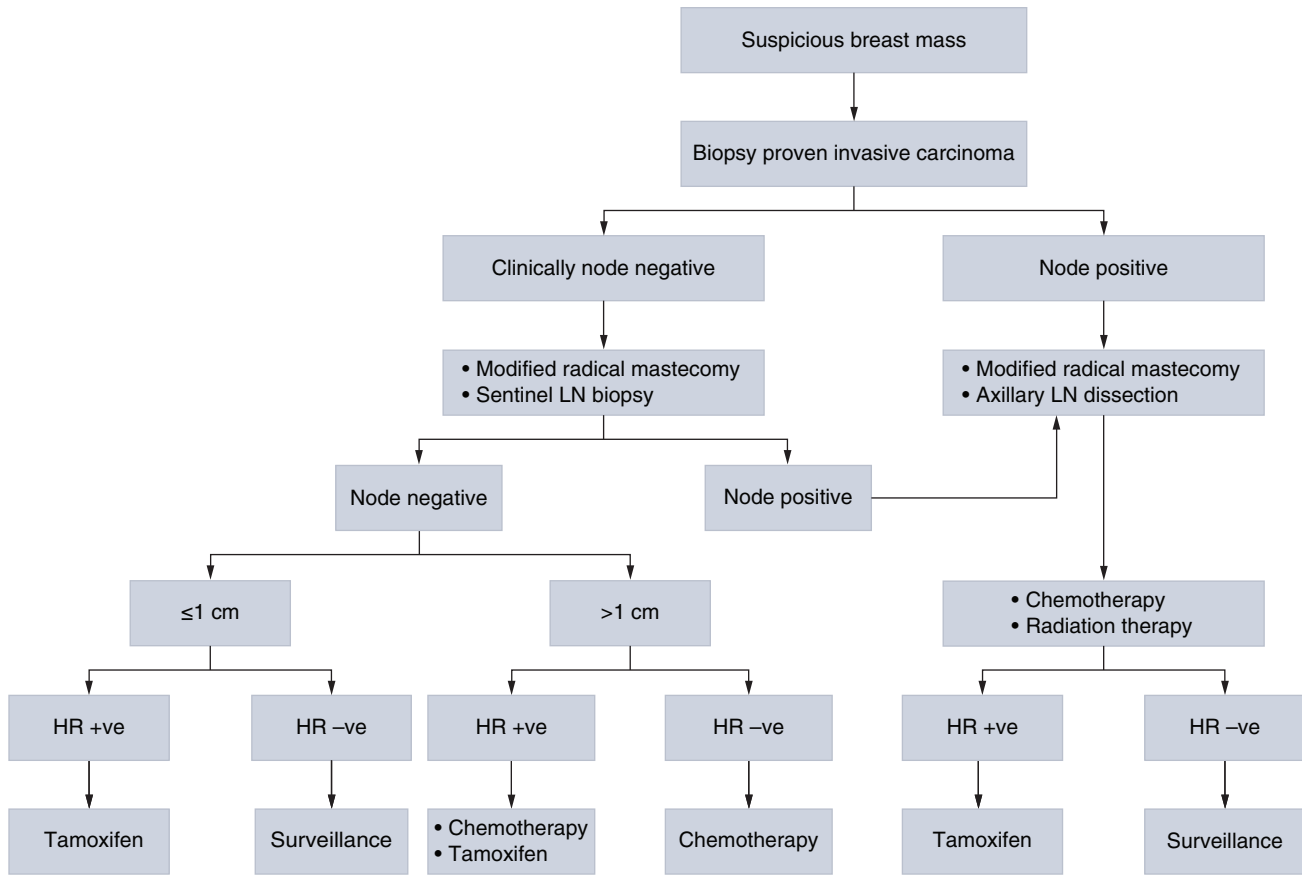 Suspicious breast mass
Biopsy proven invasive carcinoma
Clinically node negative
Node positive
• Modified radical mastecomy
• Sentinel LN biopsy
• Modified radical mastecomy
• Axillary LN dissection
Node negative
Node positive
≤1 cm
>1 cm
• Chemotherapy
• Radiation therapy
HR +ve
HR –ve
HR +ve
HR –ve
HR +ve
HR –ve
Tamoxifen
Surveillance
• Chemotherapy
• Tamoxifen
Chemotherapy
Tamoxifen
Surveillance